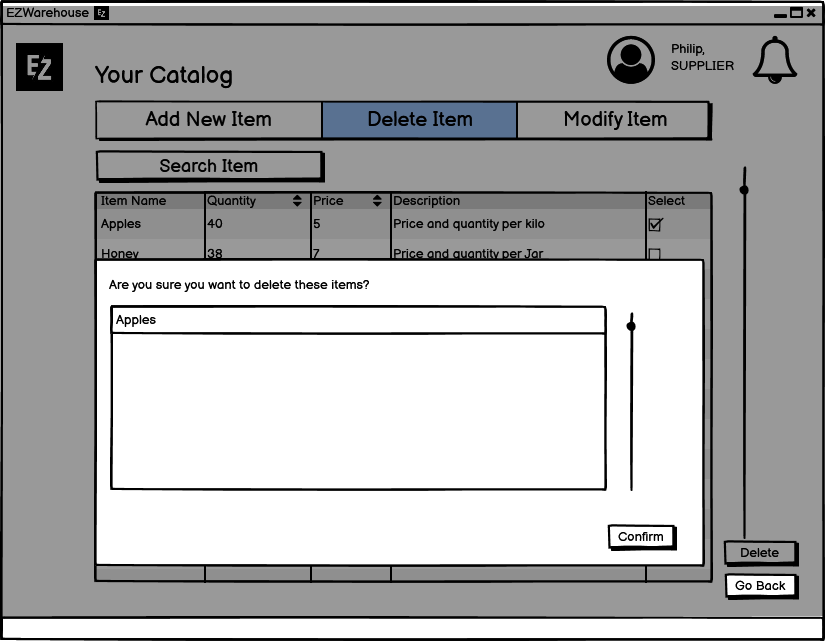 EZWarehouse EZ
EZ
Your Catalog
Philip,
SUPPLIER
Add New Item Delete Item Modify Item
Search Item
Item Name Quantity Price Description Select
Apples 40 5 Price and quantity per kilo
Honey 38 7 Price and quantity per Jar
Are you sure you want to delete these items?
Apples
Confirm
Delete
Go Back